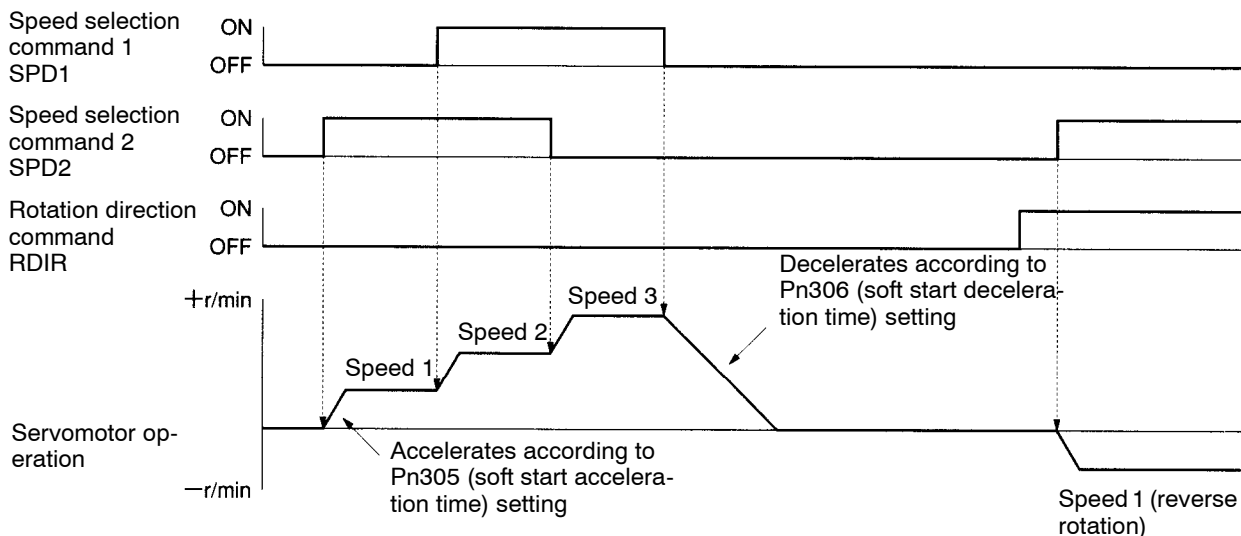 Speed selection
command 1
SPD1
ON
OFF
Speed selection
command 2
SPD2
ON
OFF
Rotation direction
command
RDIR
ON
OFF
Decelerates according to
Pn306 (soft start decelera-
tion time) setting
+r/min
Speed 3
Speed 2
Speed 1
Servomotor op-
eration
Accelerates according to
Pn305 (soft start accelera-
tion time) setting
−r/min
Speed 1 (reverse
rotation)